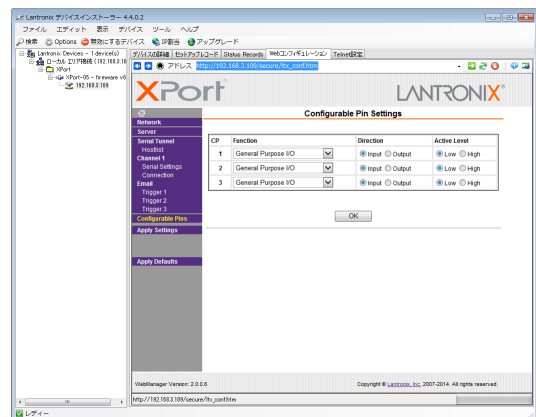 Lantronix デバイスインストーラー 4.4.0.2
ファイル エディット 表示 デバイス ツール ヘルプ
検索 Options 無効にするデバイス IP割当 アップグレード
Lantronix Devices - 1 device(s)
ローカル エリア接続 (192.168.3.10
XPort
XPort-05 - firmware v6
192.168.3.109
デバイスの詳細 セットアップレコード Status Records Webコンフィギュレーション Telnet設定
アドレス http://192.168.3.109/secure/ltx_conf.htm
XPort®
LANTRONIX®
Network
Server
Serial Tunnel
Hostlist
Channel 1
Serial Settings
Connection
Email
Trigger 1
Trigger 2
Trigger 3
Configurable Pins
Apply Settings
Apply Defaults
Configurable Pin Settings
CP Function Direction Active Level
1 General Purpose I/O Input Output Low High
2 General Purpose I/O Input Output Low High
3 General Purpose I/O Input Output Low High
OK
WebManager Version: 2.0.0.6
Copyright © Lantronix, Inc. 2007-2014. All rights reserved.
http://192.168.3.109/secure/ltx_conf.htm
レディー